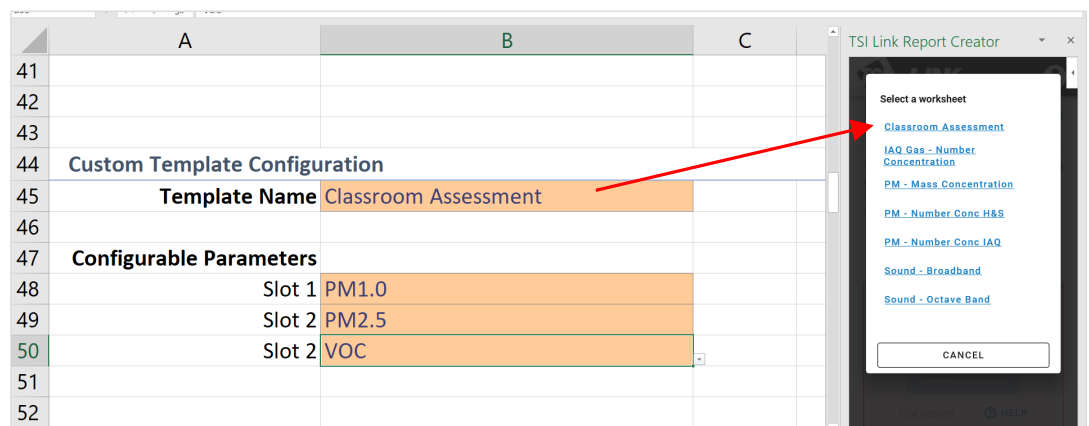 A B C
TSI Link Report Creator
41
42
43
44 Custom Template Configuration
45 Template Name Classroom Assessment
46
47 Configurable Parameters
48 Slot 1 PM1.0
49 Slot 2 PM2.5
50 Slot 2 VOC
51
52
Select a worksheet
Classroom Assessment
IAQ Gas - Number
Concentration
PM - Mass Concentration
PM - Number Conc H&S
PM - Number Conc IAQ
Sound - Broadband
Sound - Octave Band
CANCEL
HELP